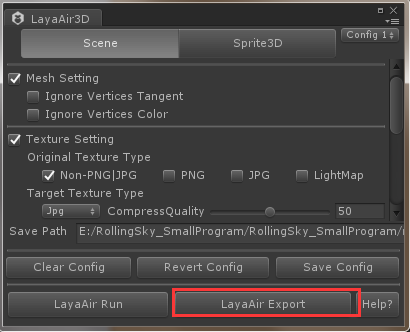 LayaAir3D
Scene Sprite3D Config 1
Mesh Setting
Ignore Vertices Tangent
Ignore Vertices Color
Texture Setting
Original Texture Type
Non-PNG|JPG PNG JPG LightMap
Target Texture Type
Jpg CompressQuality 50
Save Path E:/RollingSky_SmallProgram/RollingSky_SmallProgram/
Clear Config Revert Config Save Config
LayaAir Run LayaAir Export Help?